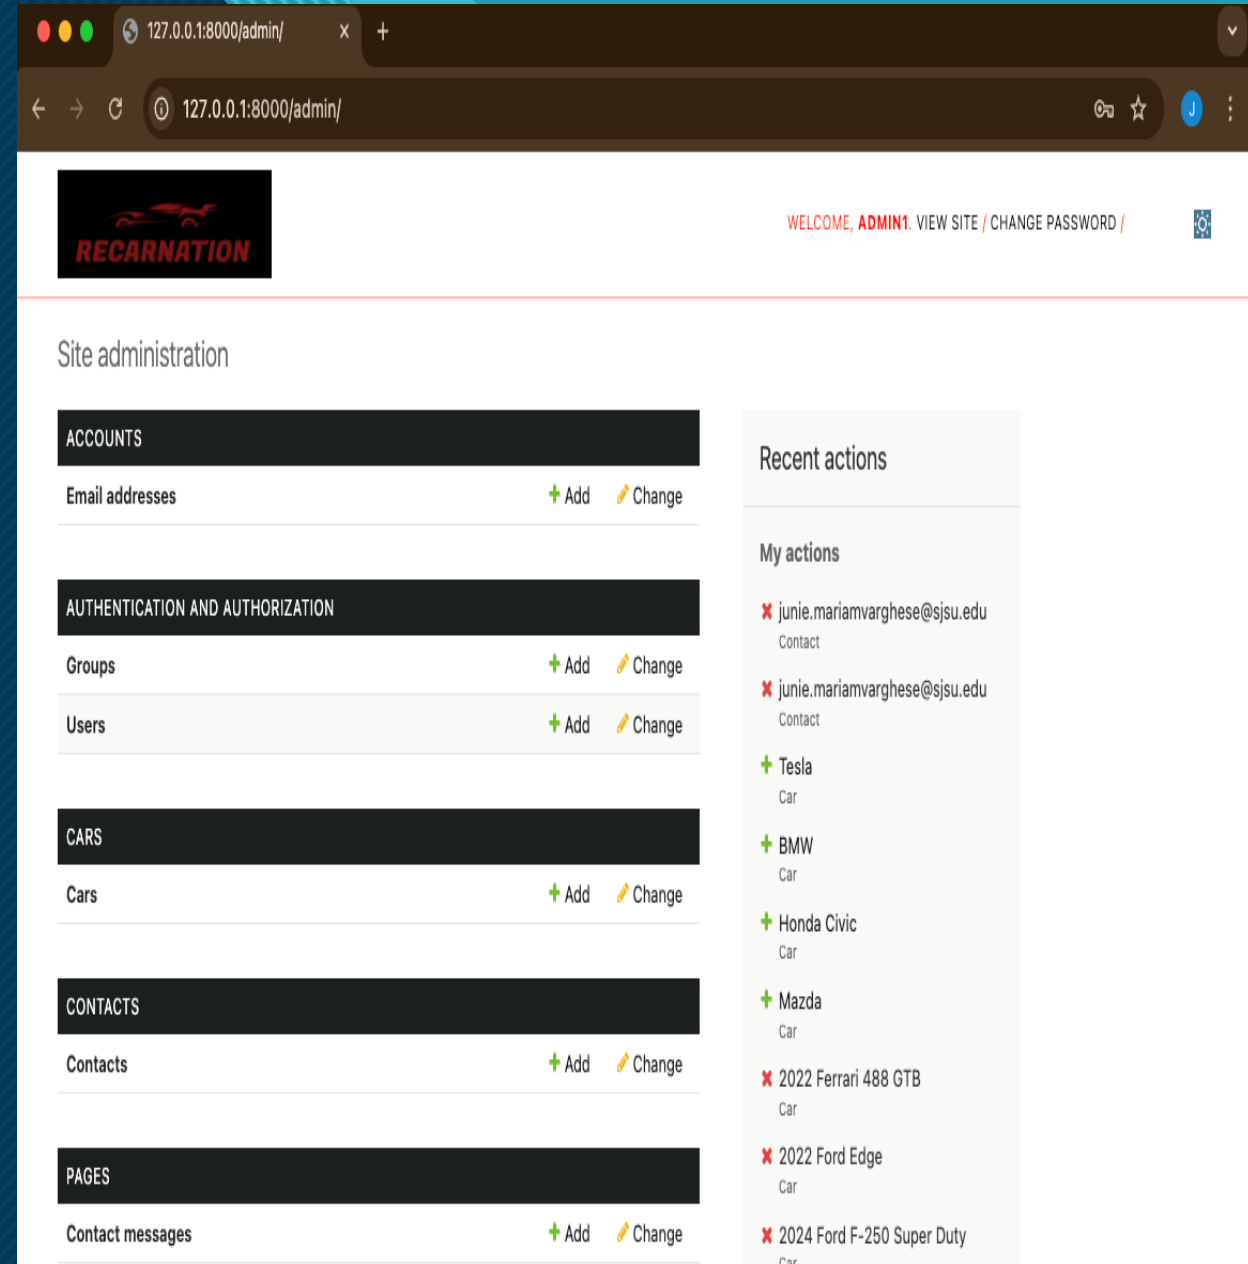 127.0.0.1:8000/admin/
127.0.0.1:8000/admin/
J
RECARNATION
WELCOME, ADMIN1. VIEW SITE / CHANGE PASSWORD /
Site administration
ACCOUNTS
Email addresses Add Change
AUTHENTICATION AND AUTHORIZATION
Groups Add Change
Users Add Change
CARS
Cars Add Change
CONTACTS
Contacts Add Change
PAGES
Contact messages Add Change
Recent actions
My actions
junie.mariamvarghese@sjsu.edu
Contact
junie.mariamvarghese@sjsu.edu
Contact
Tesla
Car
BMW
Car
Honda Civic
Car
Mazda
Car
2022 Ferrari 488 GTB
Car
2022 Ford Edge
Car
2024 Ford F-250 Super Duty
Car